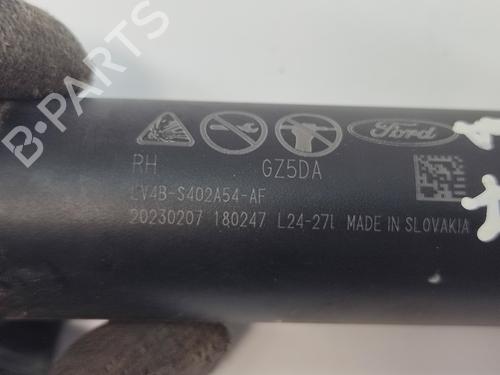 B-PARTS
Ford
RH GZ5DA
LV4B-S402A54-AF
20230207 180247 L24-27l MADE IN SLOVAKIA